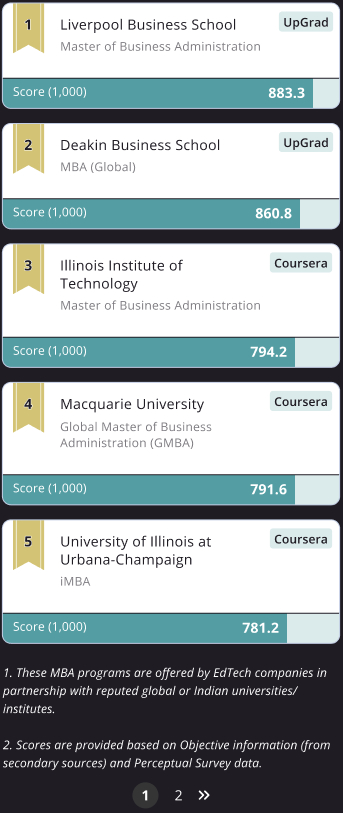 1
Liverpool Business School
UpGrad
Master of Business Administration
Score (1,000)
883.3
2
Deakin Business School
UpGrad
MBA (Global)
Score (1,000)
860.8
3
Illinois Institute of
Technology
Coursera
Master of Business Administration
Score (1,000)
794.2
4
Macquarie University
Coursera
Global Master of Business
Administration (GMBA)
Score (1,000)
791.6
5
University of Illinois at
Urbana-Champaign
Coursera
iMBA
Score (1,000)
781.2
1. These MBA programs are offered by EdTech companies in
partnership with reputed global or Indian universities/
institutes.
2. Scores are provided based on Objective information (from
secondary sources) and Perceptual Survey data.
1 2 »